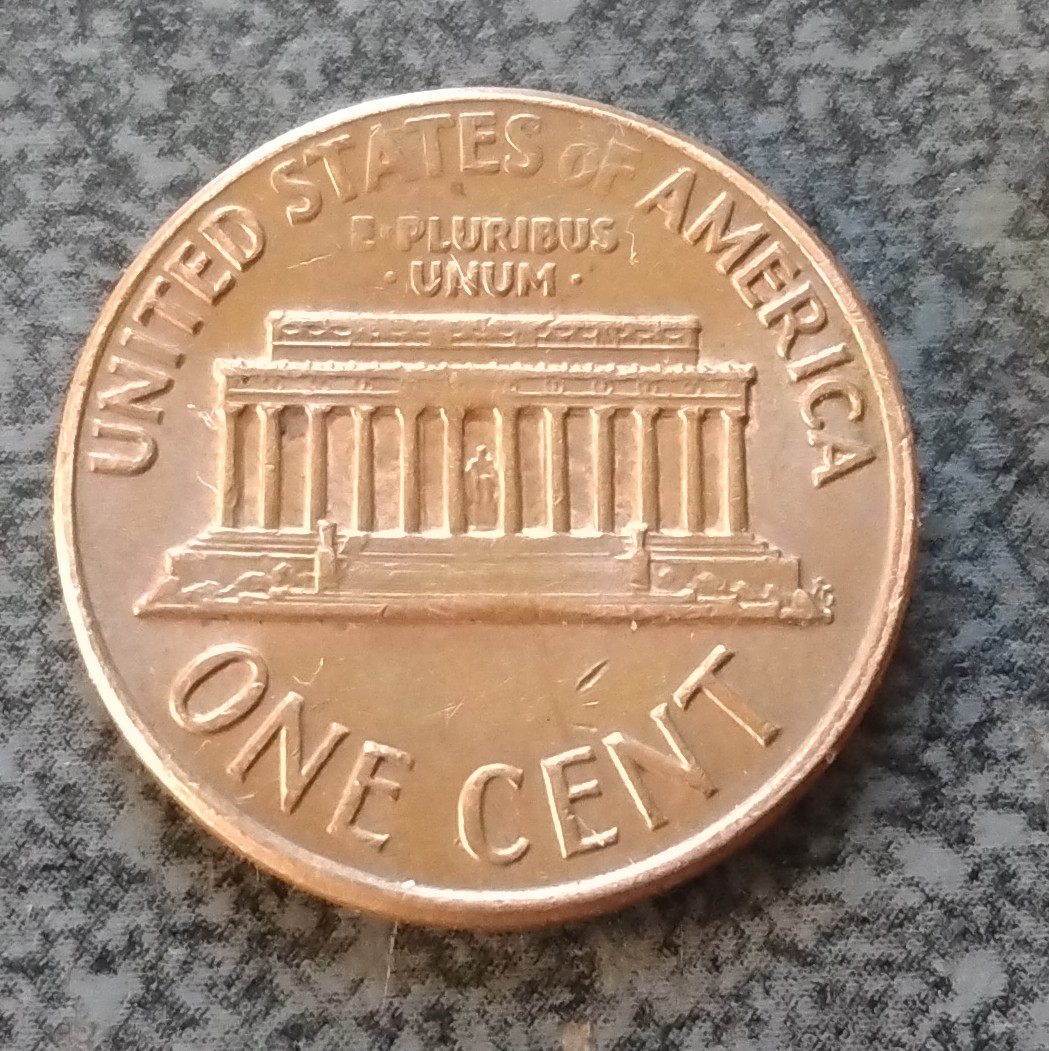 UNITED STATES OF AMERICA
E·PLURIBUS
·UNUM·
ONE CENT